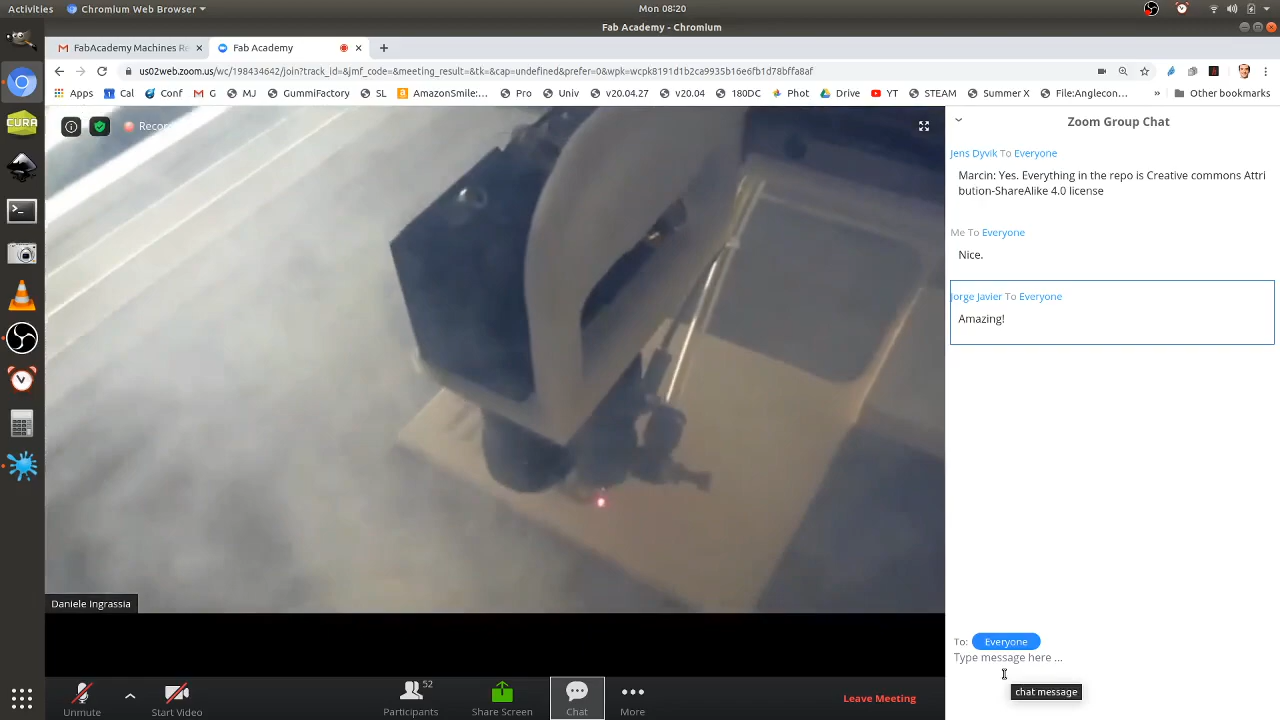 Activities
Chromium Web Browser
Mon 08:20
Fab Academy - Chromium
FabAcademy Machines Re
Fab Academy
us02web.zoom.us/wc/198434642/join?track_id=&jmf_code=&meeting_result=&tk=&cap=undefined&prefer=0&wpk=wcpk8191d1b2ca9935b16e6fb1d78bffa8af
Apps
Cal
Conf
G
MJ
GummiFactory
SL
AmazonSmile:...
Pro
Univ
v20.04.27
v20.04
180DC
Phot
Drive
YT
STEAM
Summer X
File:Anglecon...
»
Other bookmarks
Recor
Zoom Group Chat
Jens Dyvik To Everyone
Marcin: Yes. Everything in the repo is Creative commons Attri
bution-ShareAlike 4.0 license
Me To Everyone
Nice.
Jorge Javier To Everyone
Amazing!
CURA
Daniele Ingrassia
To: Everyone
Type message here ...
chat message
Unmute
Start Video
Participants
52
Share Screen
Chat
More
Leave Meeting